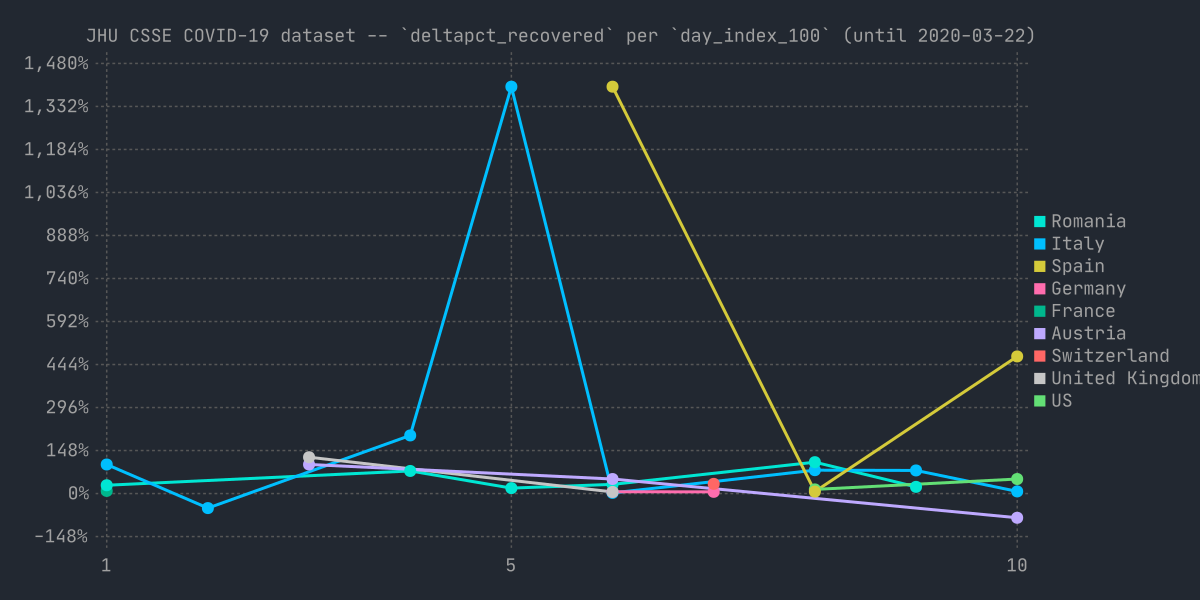 JHU CSSE COVID-19 dataset -- `deltapct_recovered` per `day_index_100` (until 2020-03-22)
1,480%
1,332%
1,184%
1,036%
888%
740%
592%
444%
296%
148%
0%
-148%
1 5 10
Romania
Italy
Spain
Germany
France
Austria
Switzerland
United Kingdom
US